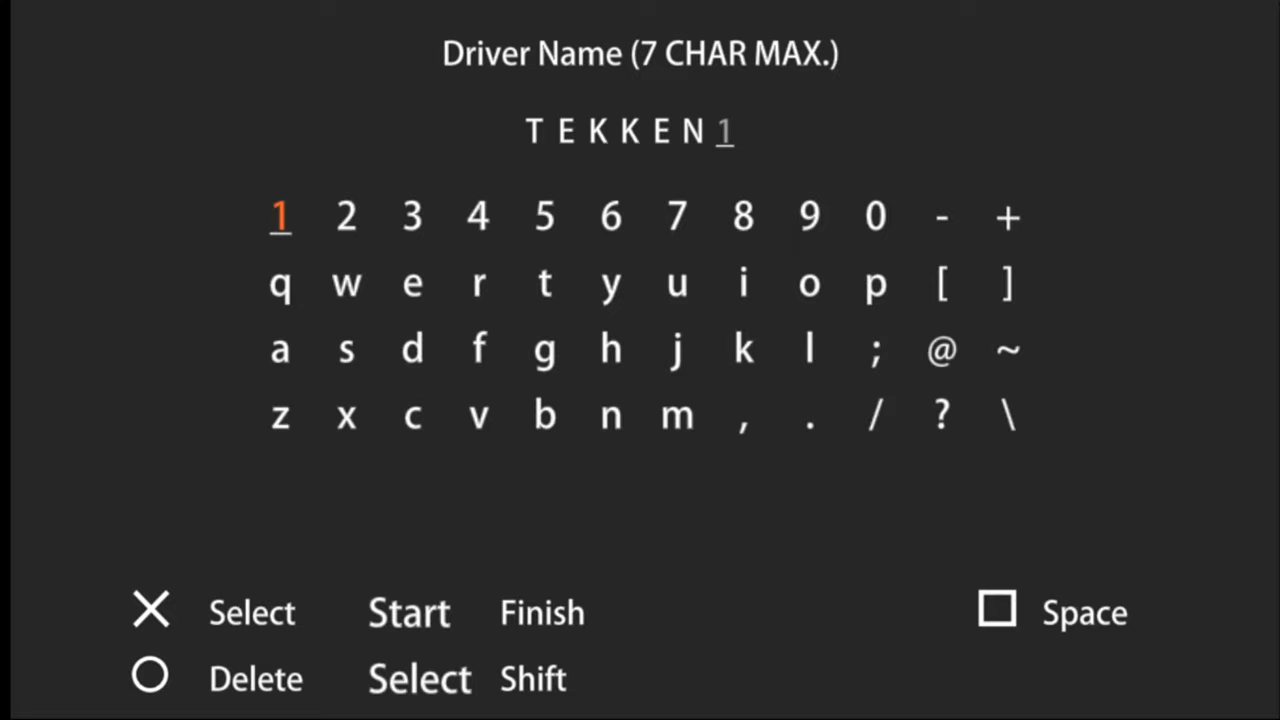 Driver Name (7 CHAR MAX.)
TEKKEN1
1 2 3 4 5 6 7 8 9 0 - +
q w e r t y u i o p [ ]
a s d f g h j k l ; @ ~
z x c v b n m , . / ? \
Select Start Finish Space
Delete Select Shift